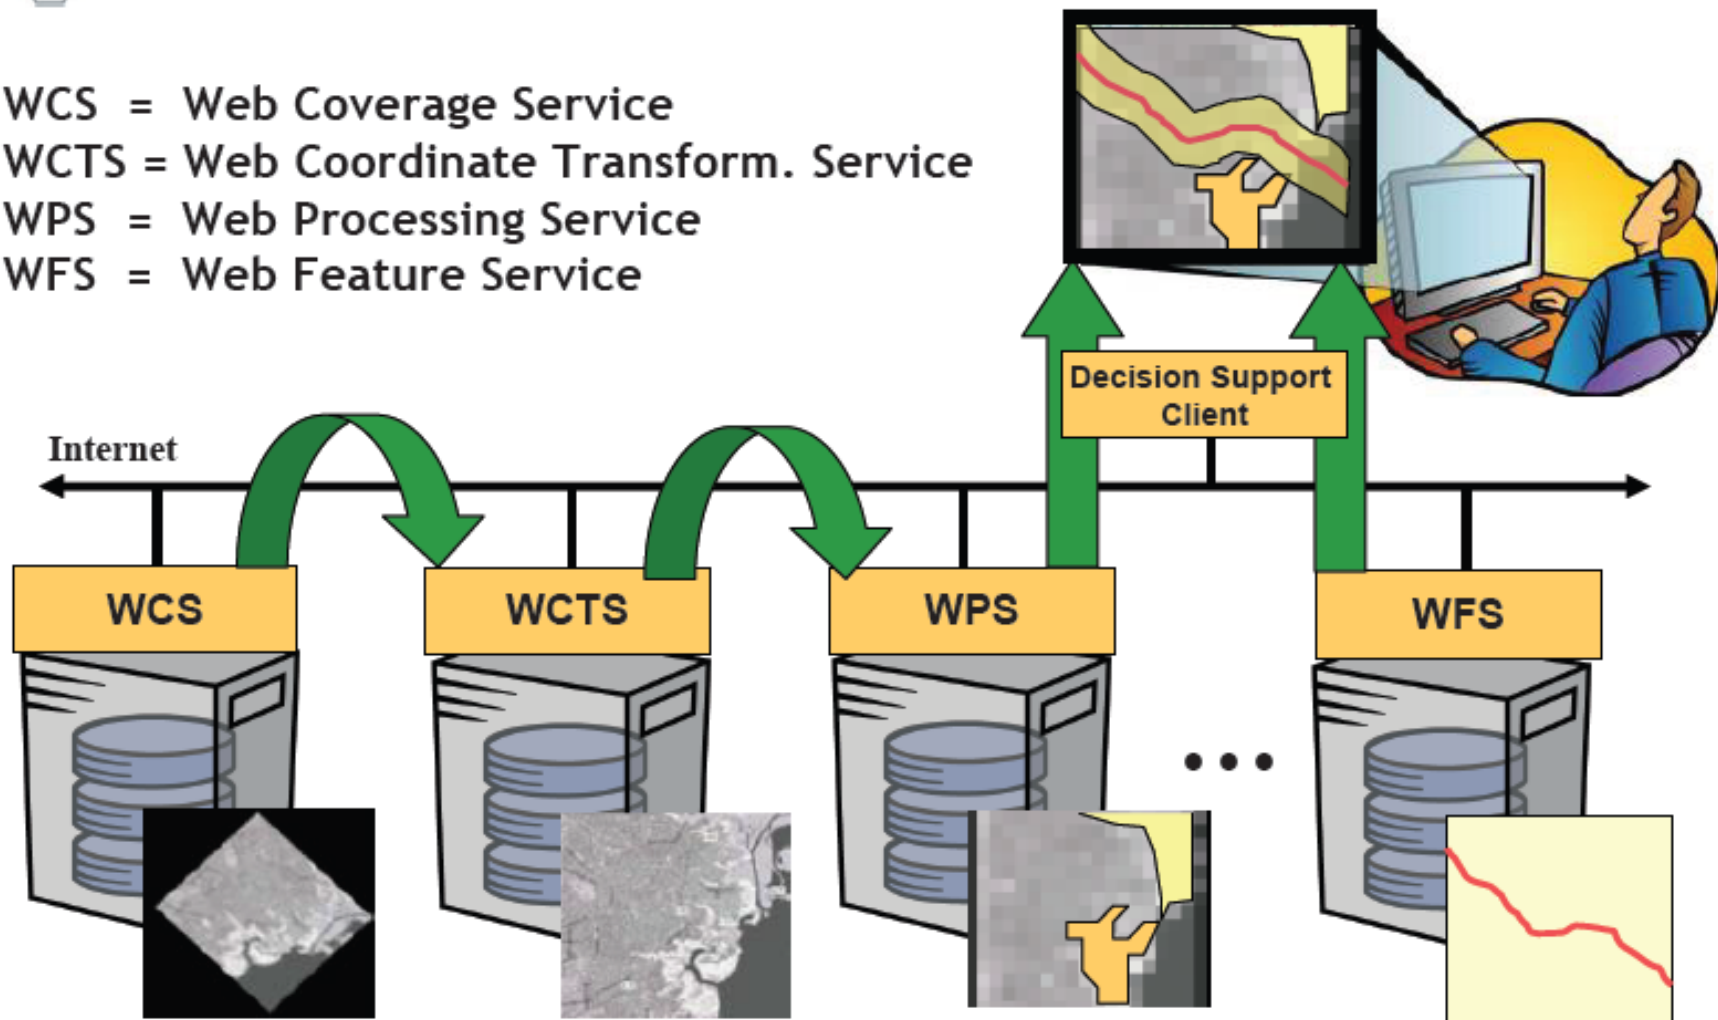 WCS = Web Coverage Service
WCTS = Web Coordinate Transform. Service
WPS = Web Processing Service
WFS = Web Feature Service
Decision Support
Client
Internet
WCS
WCTS
WPS
WFS